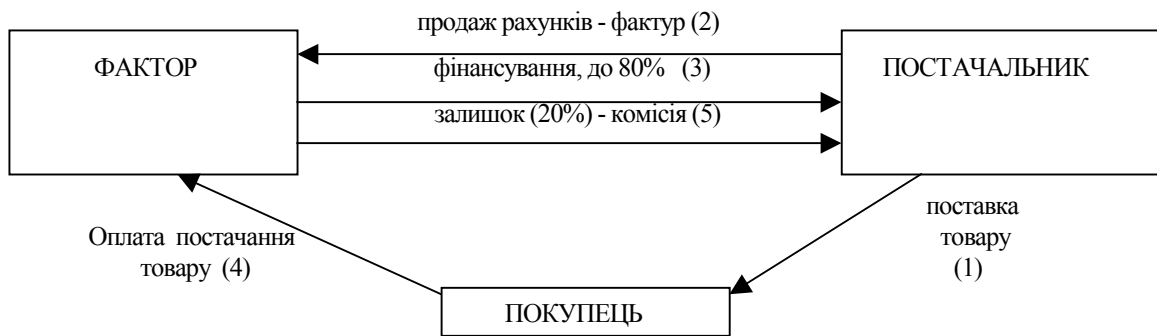 продаж рахунків - фактур (2)
ФАКТОР
фінансування, до 80% (3)
ПОСТАЧАЛЬНИК
залишок (20%) - комісія (5)
Оплата постачання
товару (4)
поставка
товару
(1)
ПОКУПЕЦЬ